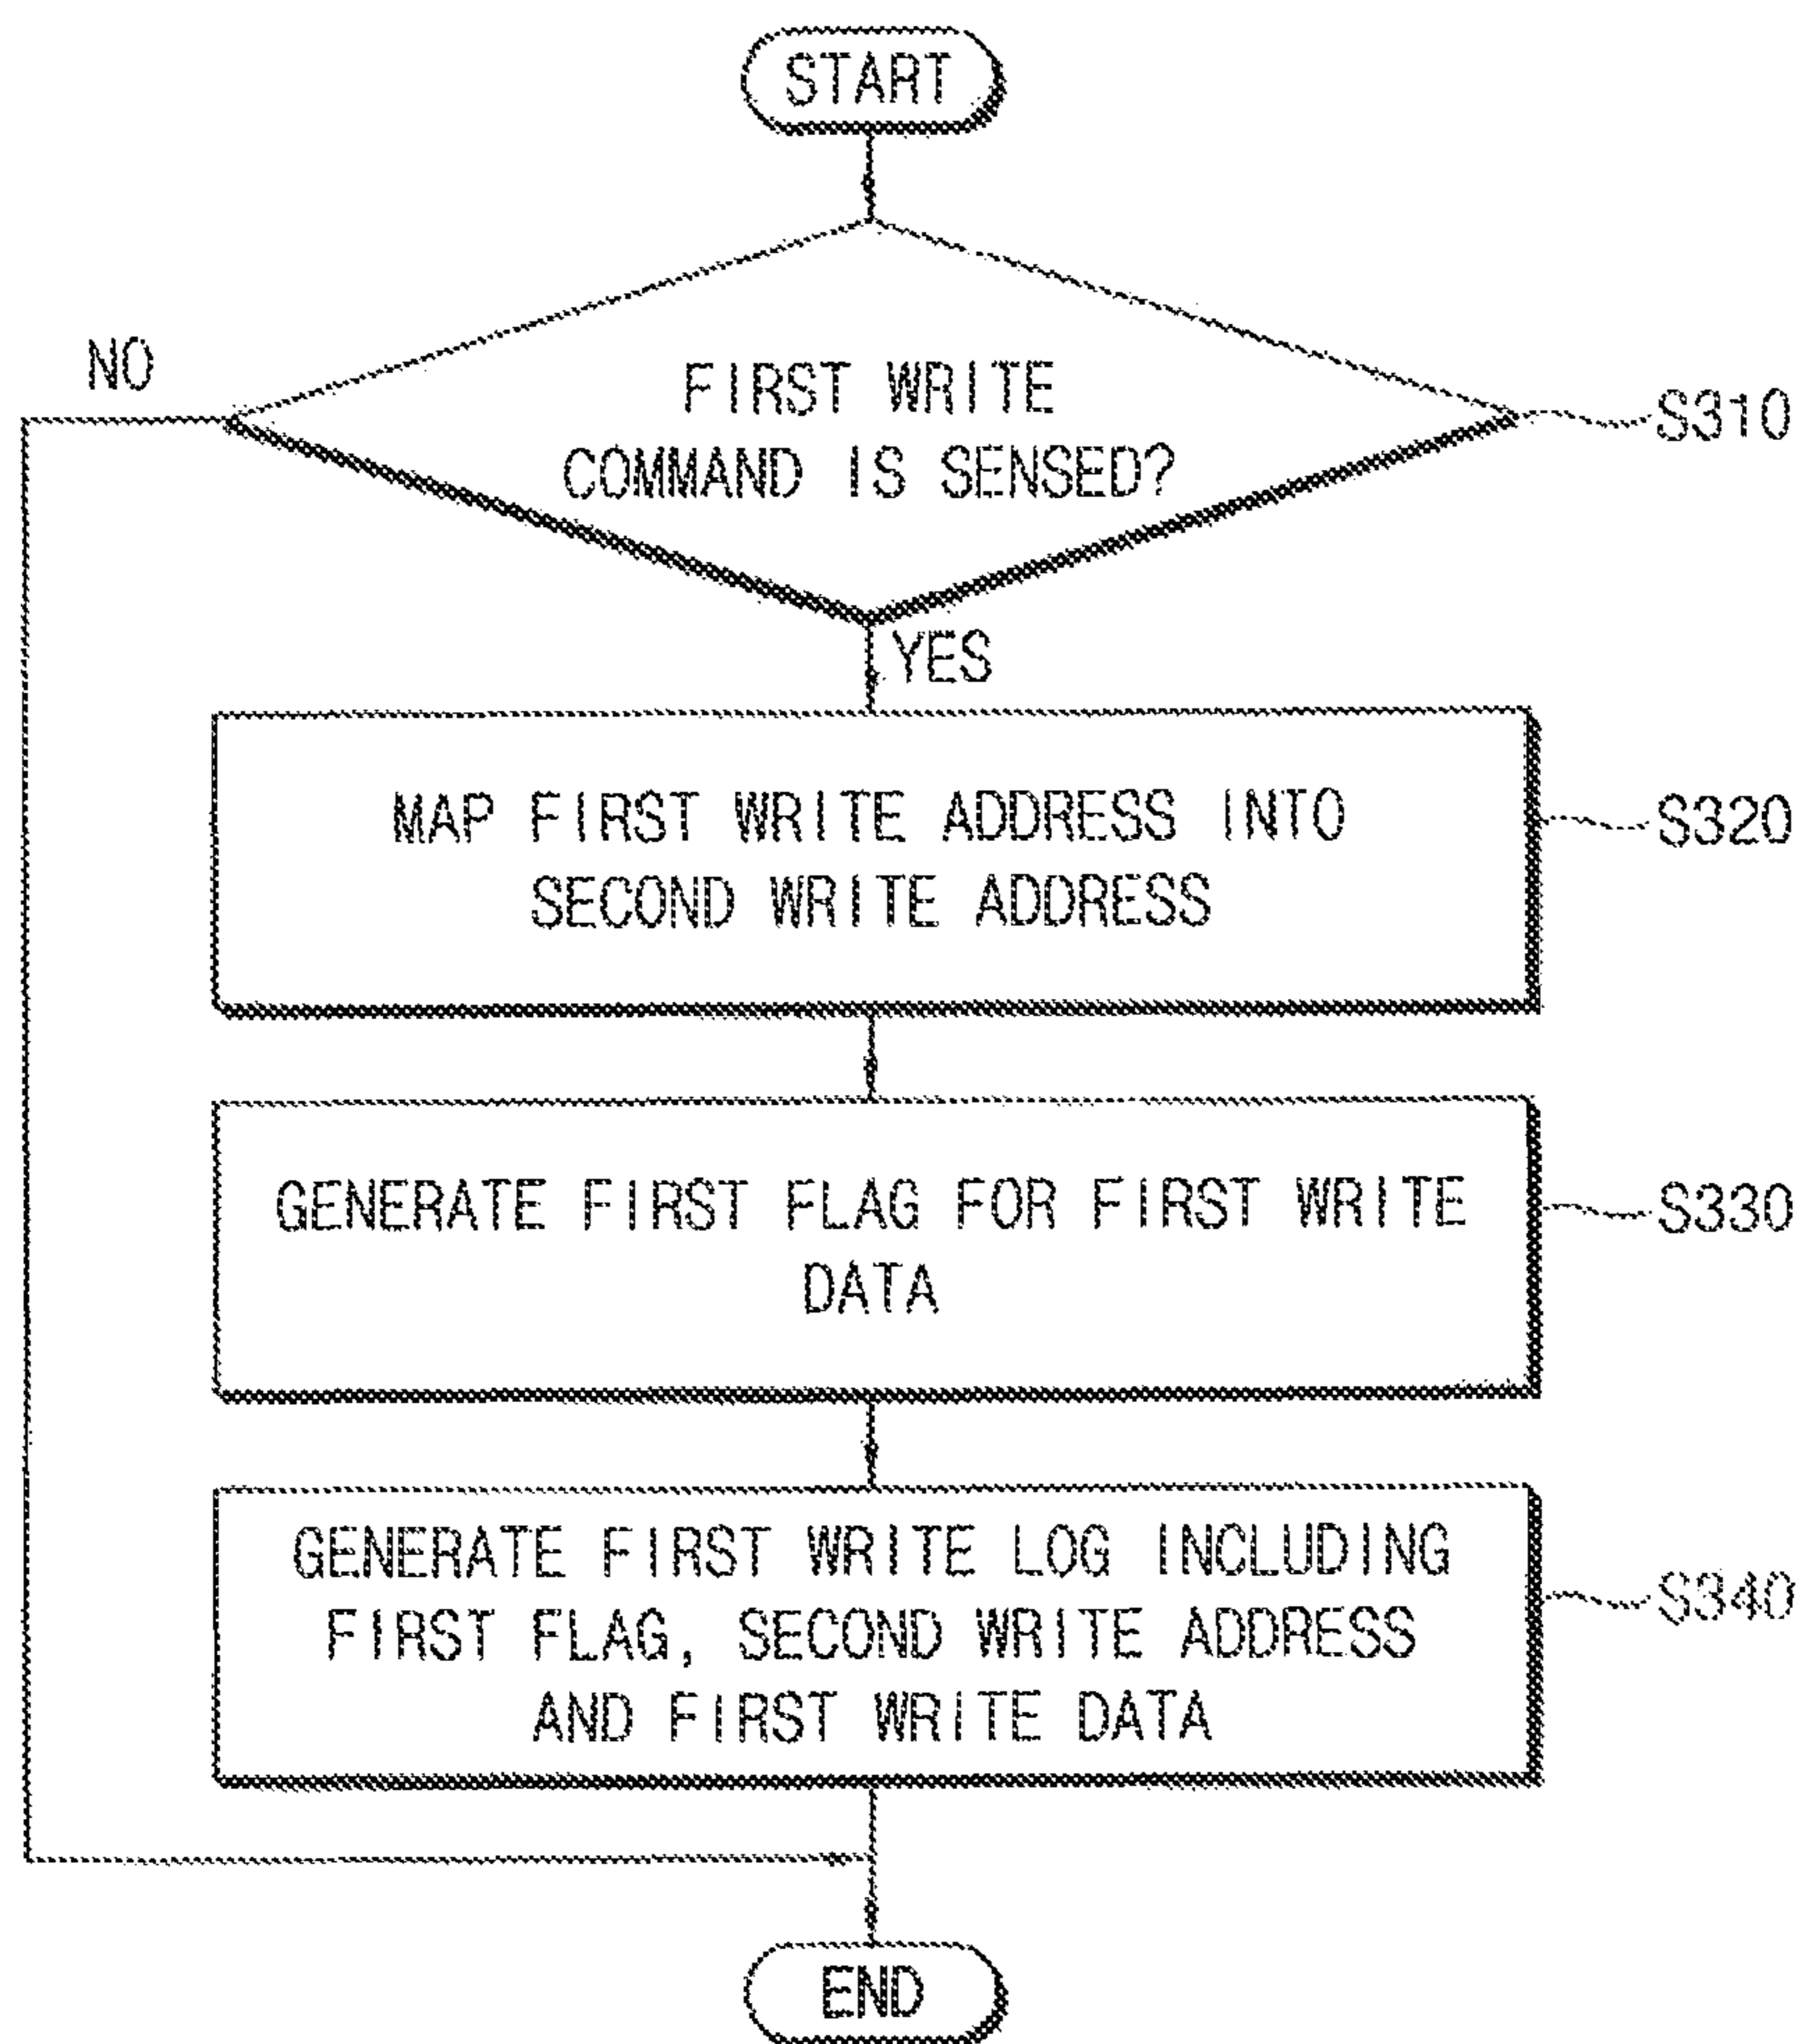 START
NO
FIRST WRITE
COMMAND IS SENSED?
S310
YES
MAP FIRST WRITE ADDRESS INTO
SECOND WRITE ADDRESS
S320
GENERATE FIRST FLAG FOR FIRST WRITE
DATA
S330
GENERATE FIRST WRITE LOG INCLUDING
FIRST FLAG, SECOND WRITE ADDRESS
AND FIRST WRITE DATA
S340
END